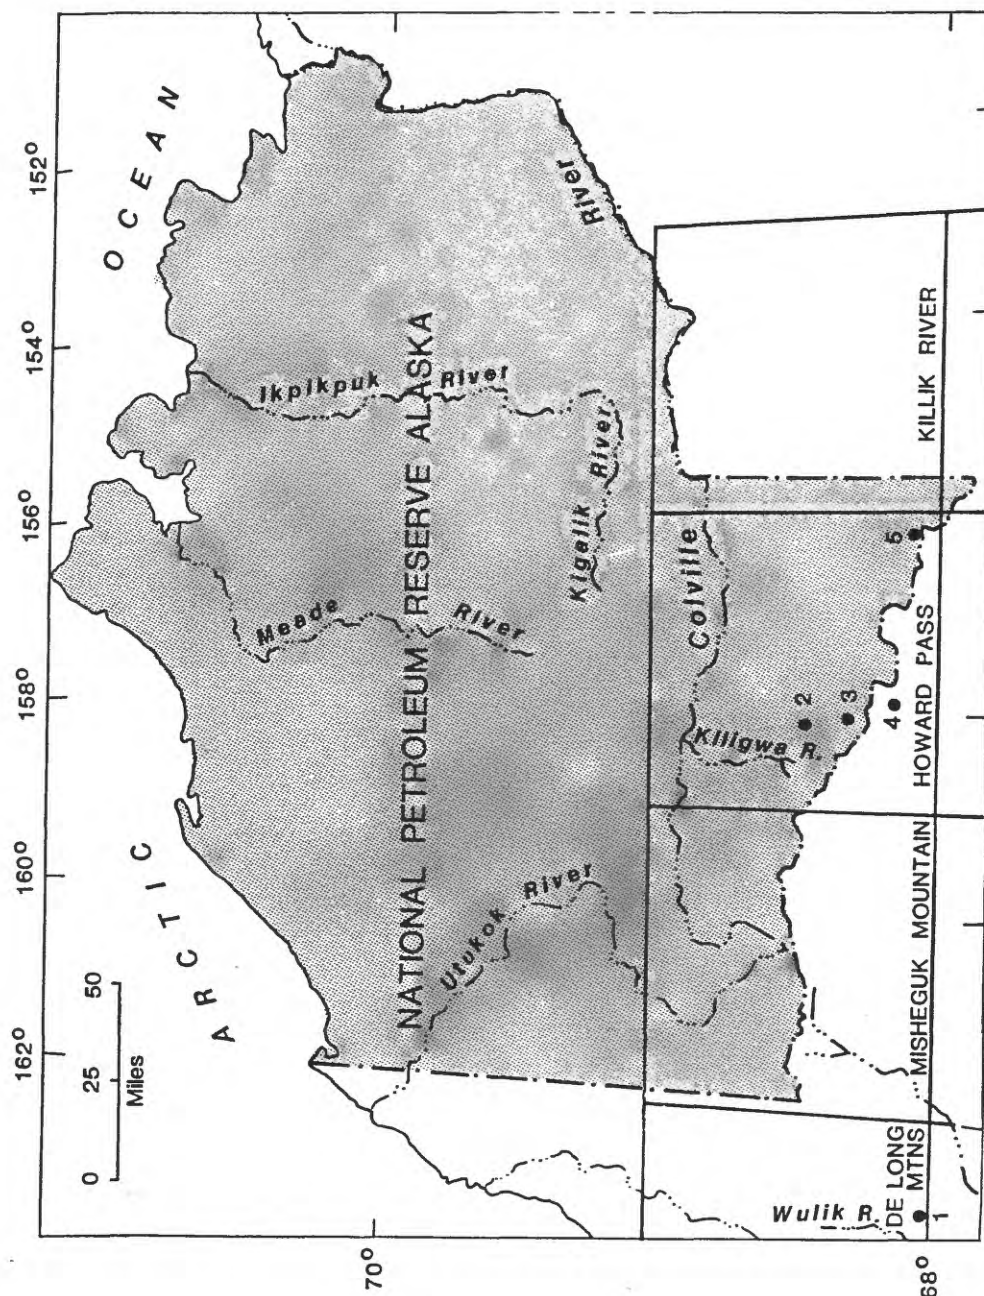 152°
154°
156°
158°
160°
162°
OCEAN
ARCTIC
0 25 50
Miles
70°
68°
NATIONAL PETROLEUM RESERVE ALASKA
Ikpikpuk River
Meade River
Kigalik River
Utukok River
Colville River
Kiligwa R.
Wulik R.
DE LONG
MTNS
MISHEGUK MOUNTAIN
HOWARD PASS
KILLIK RIVER
1
2
3
4
5